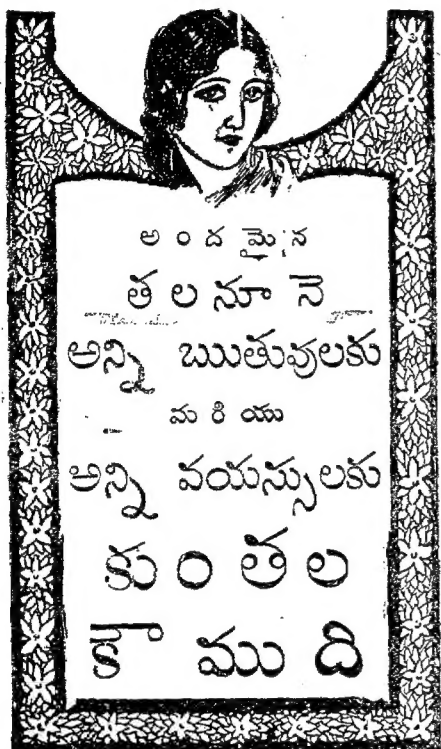 అందమైన
తలనూనె
అన్ని ఋతువులకు
మరియు
అన్ని వయస్సులకు
కుంతల
కౌముది